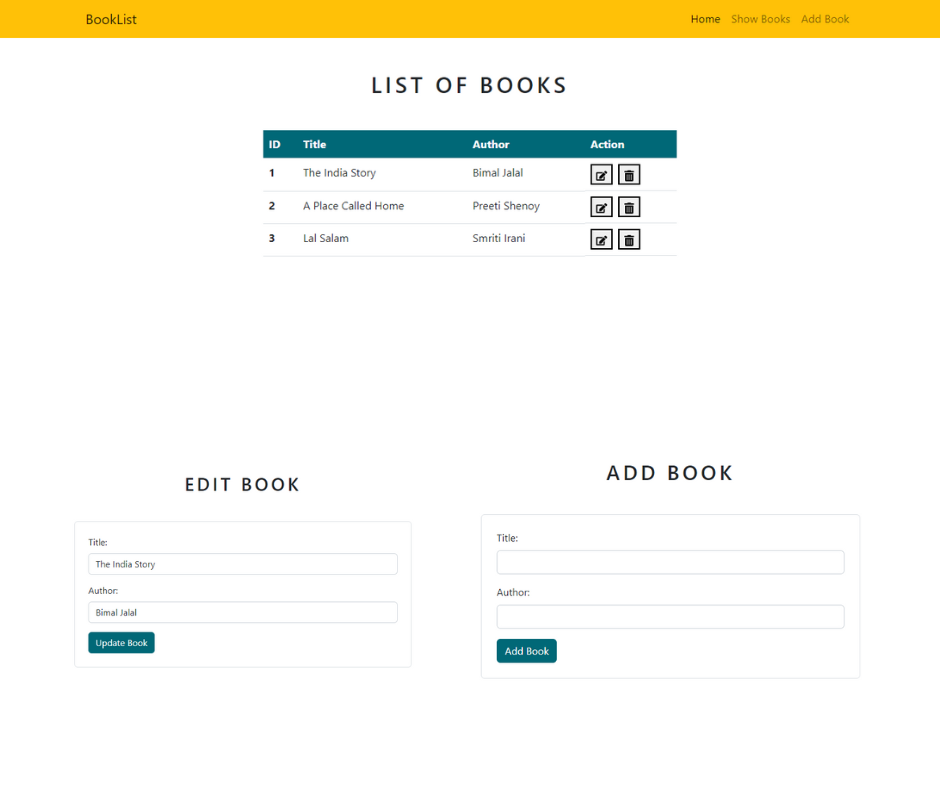 BookList Home Show Books Add Book
LIST OF BOOKS
ID Title Author Action
1 The India Story Bimal Jalal
2 A Place Called Home Preeti Shenoy
3 Lal Salam Smriti Irani
EDIT BOOK
Title:
The India Story
Author:
Bimal Jalal
Update Book
ADD BOOK
Title:
Author:
Add Book